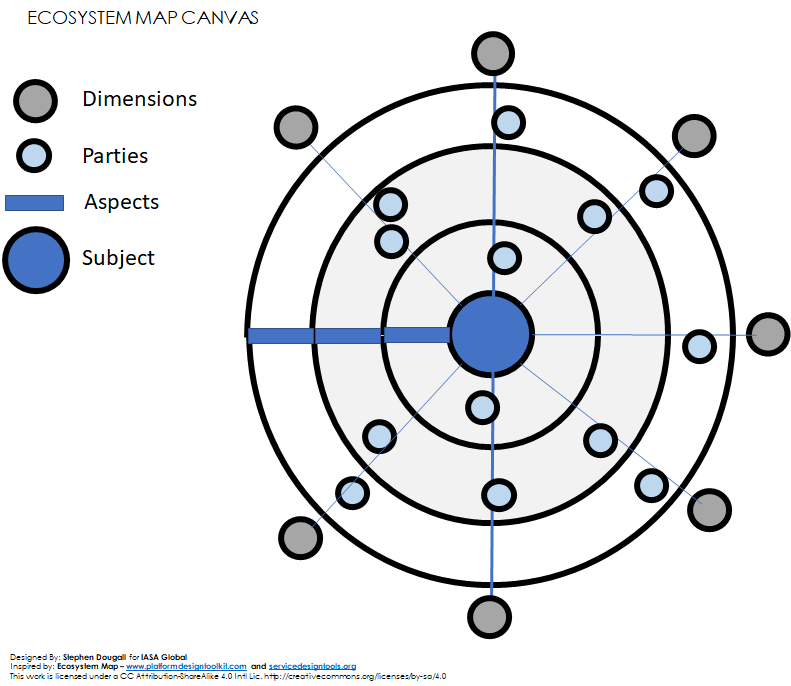 ECOSYSTEM MAP CANVAS
Dimensions
Parties
Aspects
Subject
Designed By: Stephen Dougall for IASA Global
Inspired by: Ecosystem Map – www.platformdesigntoolkit.com and servicedesigntools.org
This work is licensed under a CC Attribution-ShareAlike 4.0 Intl Lic. http://creativecommons.org/licenses/by-sa/4.0